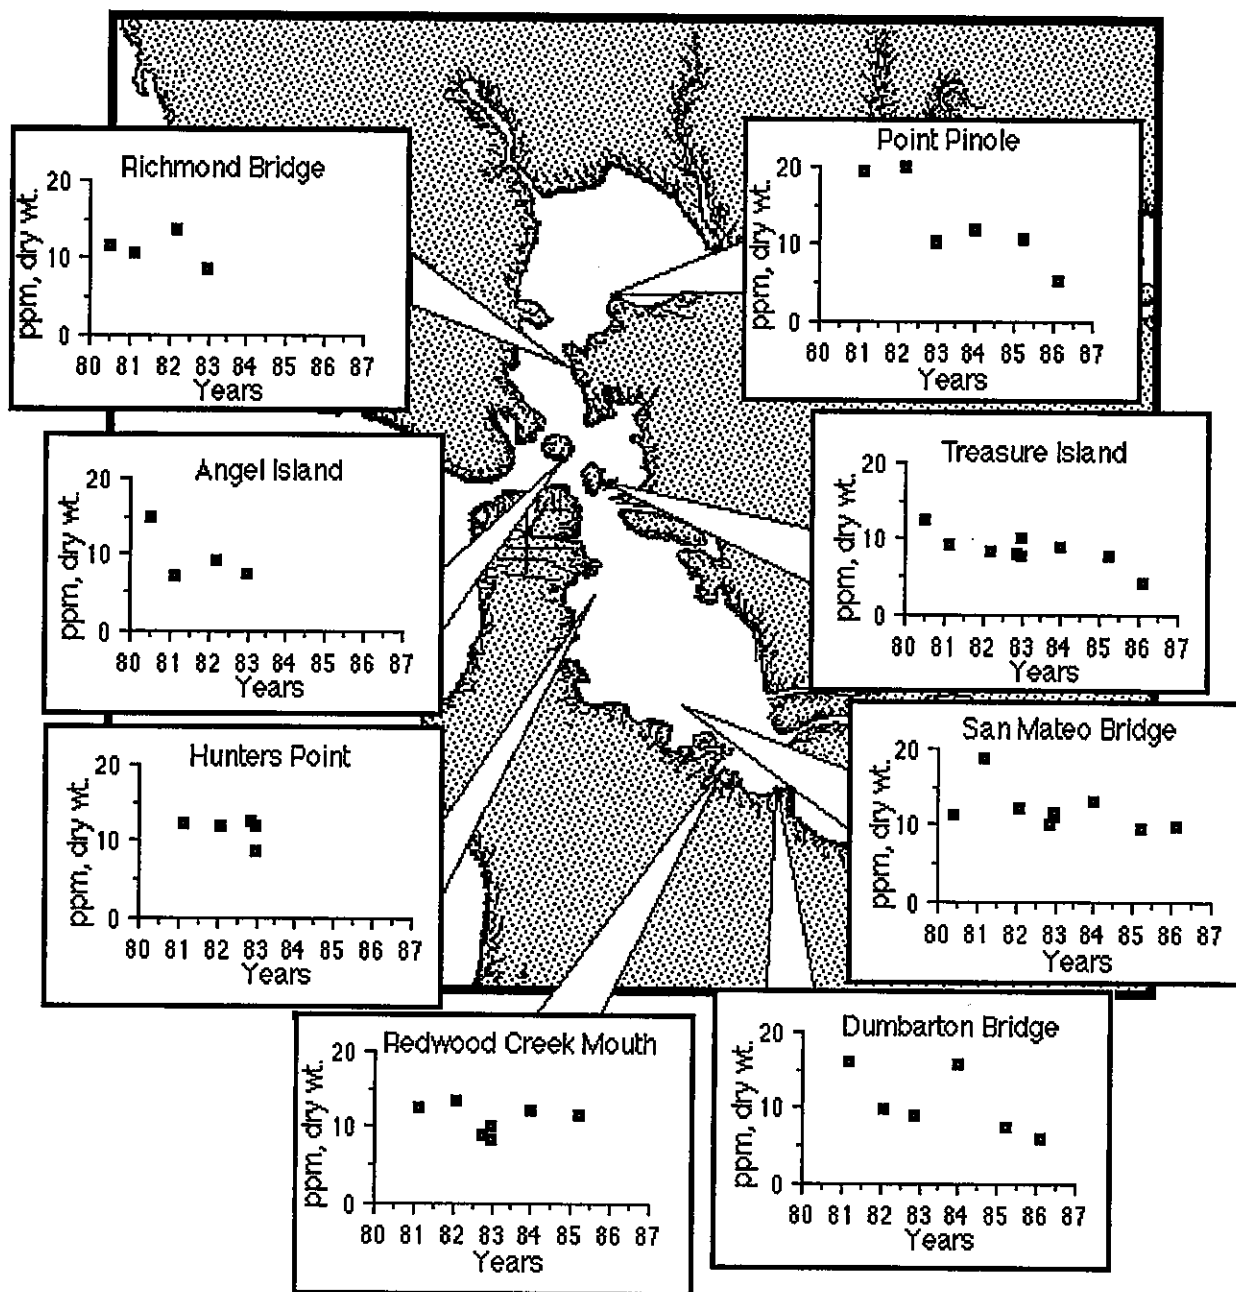 Richmond Bridge
ppm, dry wt.
20
10
0
80 81 82 83 84 85 86 87
Years
Point Pinole
ppm, dry wt.
20
10
0
80 81 82 83 84 85 86 87
Years
Angel Island
ppm, dry wt.
20
10
0
80 81 82 83 84 85 86 87
Years
Treasure Island
ppm, dry wt.
20
10
0
80 81 82 83 84 85 86 87
Years
Hunters Point
ppm, dry wt.
20
10
0
80 81 82 83 84 85 86 87
Years
San Mateo Bridge
ppm, dry wt.
20
10
0
80 81 82 83 84 85 86 87
Years
Redwood Creek Mouth
ppm, dry wt.
20
10
0
80 81 82 83 84 85 86 87
Years
Dumbarton Bridge
ppm, dry wt.
20
10
0
80 81 82 83 84 85 86 87
Years